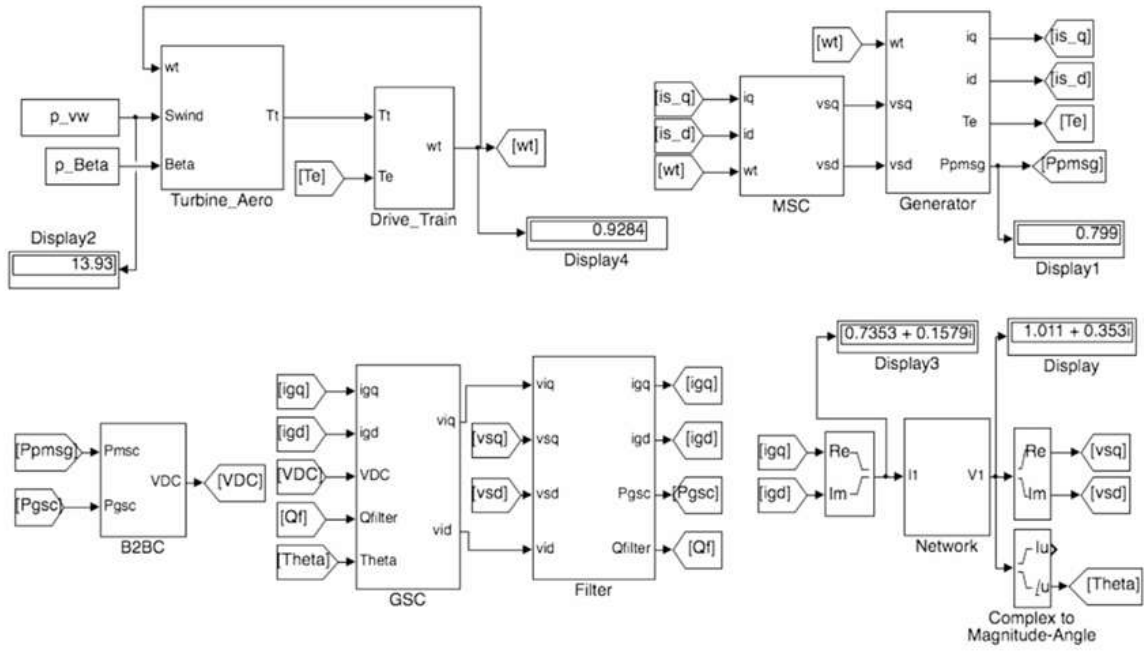 wt
p_vw
Swind
Tt
p_Beta
Beta
Turbine_Aero
Display2
13.93
Tt
wt
[Te]
Te
Drive_Train
[wt]
0.9284
Display4
[is_q]
iq
vsq
[is_d]
id
[wt]
wt
vsd
MSC
[wt]
wt
iq
[is_q]
id
[is_d]
vsq
Te
[Te]
vsd
Ppmsg
[Ppmsg]
Generator
0.799
Display1
[Ppmsg]
Pmsc
VDC
[VDC]
[Pgsc]
Pgsc
B2BC
[igq]
igq
viq
[igd]
igd
[VDC]
VDC
[Qf]
Qfilter
vid
[Theta]
Theta
GSC
viq
igq
[igq]
[vsq]
vsq
igd
[igd]
[vsd]
vsd
Pgsc
[Pgsc]
vid
Qfilter
[Qf]
Filter
0.7353 + 0.1579i
Display3
1.011 + 0.353i
Display
[igq]
Re
[igd]
Im
I1
V1
Network
Re
[vsq]
Im
[vsd]
|u|
∠u
[Theta]
Complex to
Magnitude-Angle